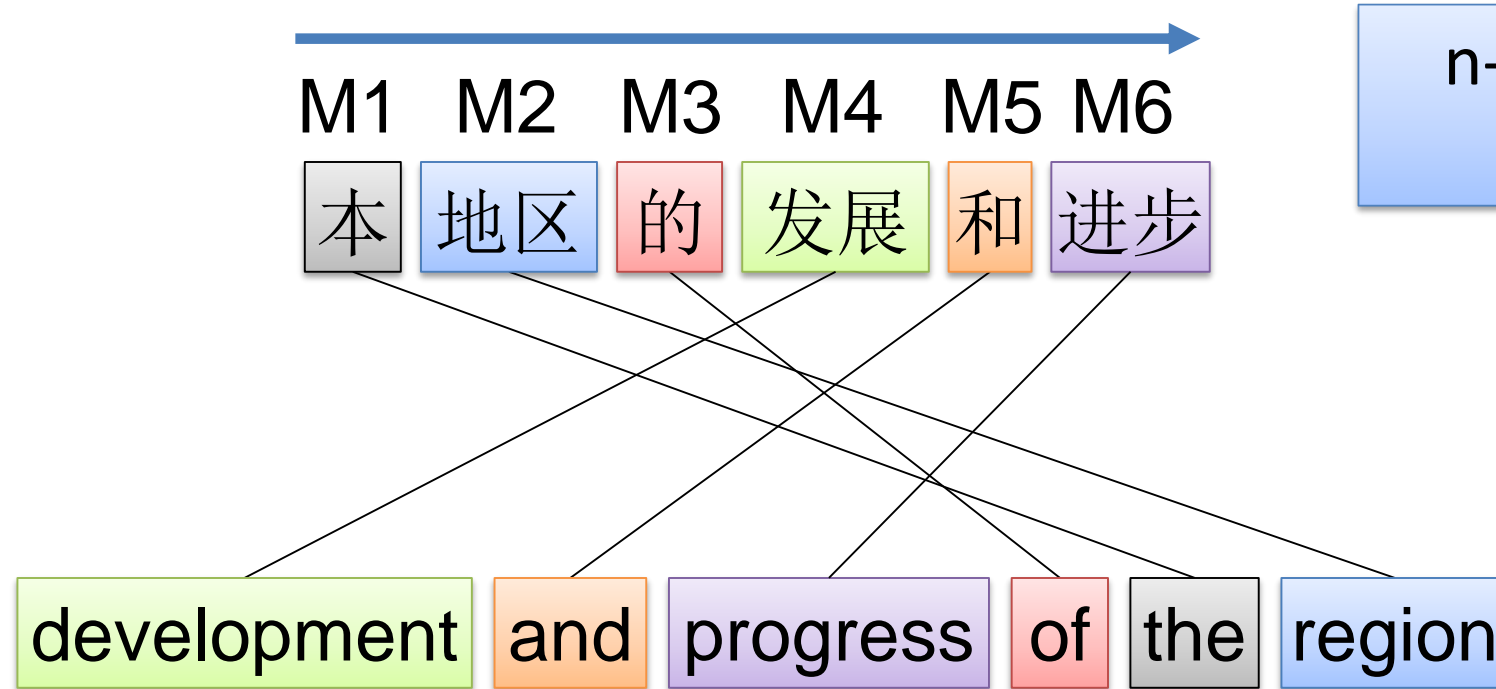 M1 M2 M3 M4 M5 M6
n-
本 地区 的 发展 和 进步
development and progress of the region